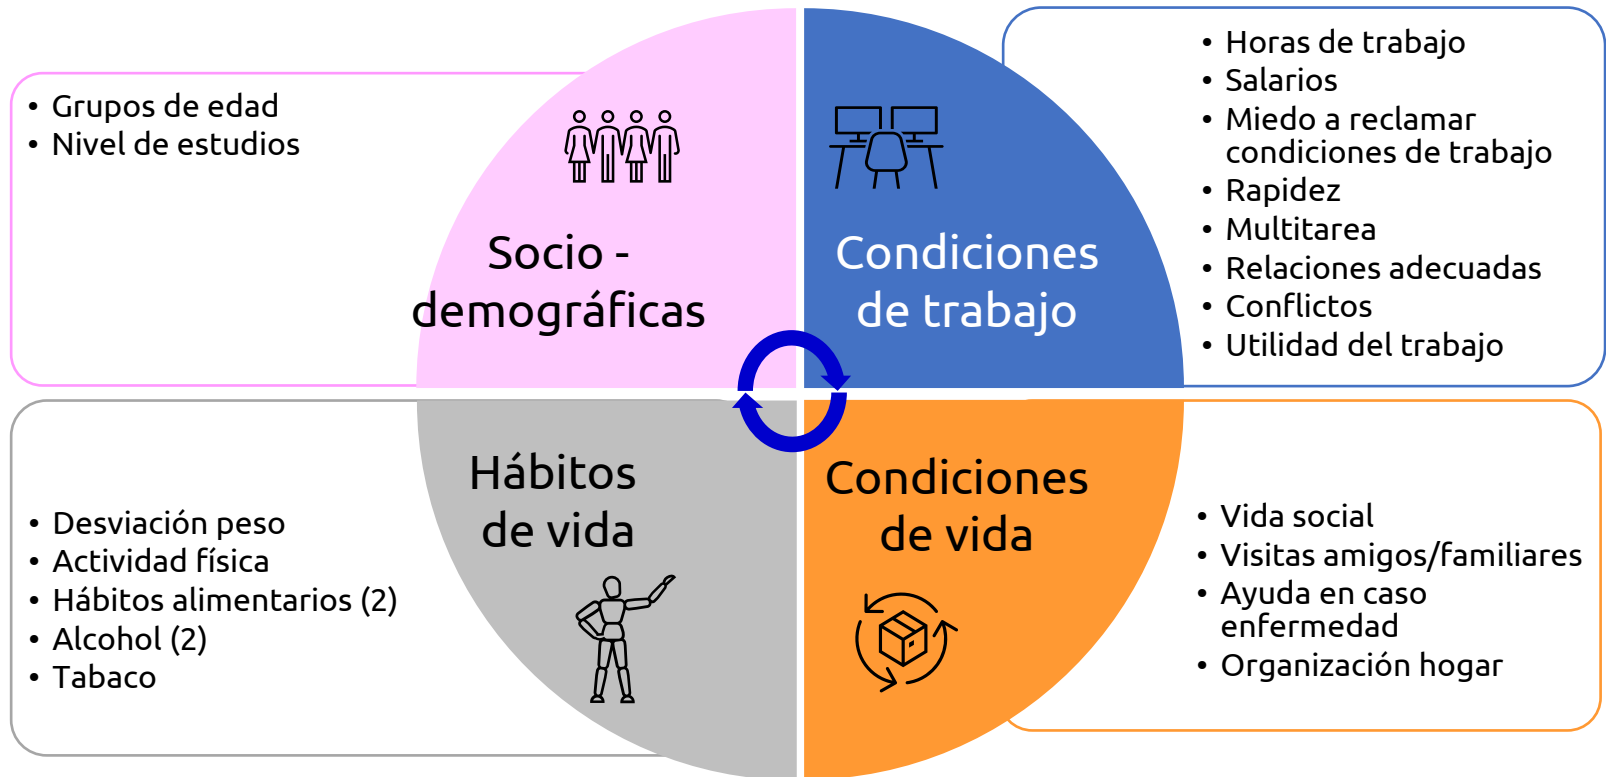 • Grupos de edad
• Nivel de estudios
Socio -
demográficas
Condiciones
de trabajo
• Horas de trabajo
• Salarios
• Miedo a reclamar
condiciones de trabajo
• Rapidez
• Multitarea
• Relaciones adecuadas
• Conflictos
• Utilidad del trabajo
• Desviación peso
• Actividad física
• Hábitos alimentarios (2)
• Alcohol (2)
• Tabaco
Hábitos
de vida
Condiciones
de vida
• Vida social
• Visitas amigos/familiares
• Ayuda en caso
enfermedad
• Organización hogar